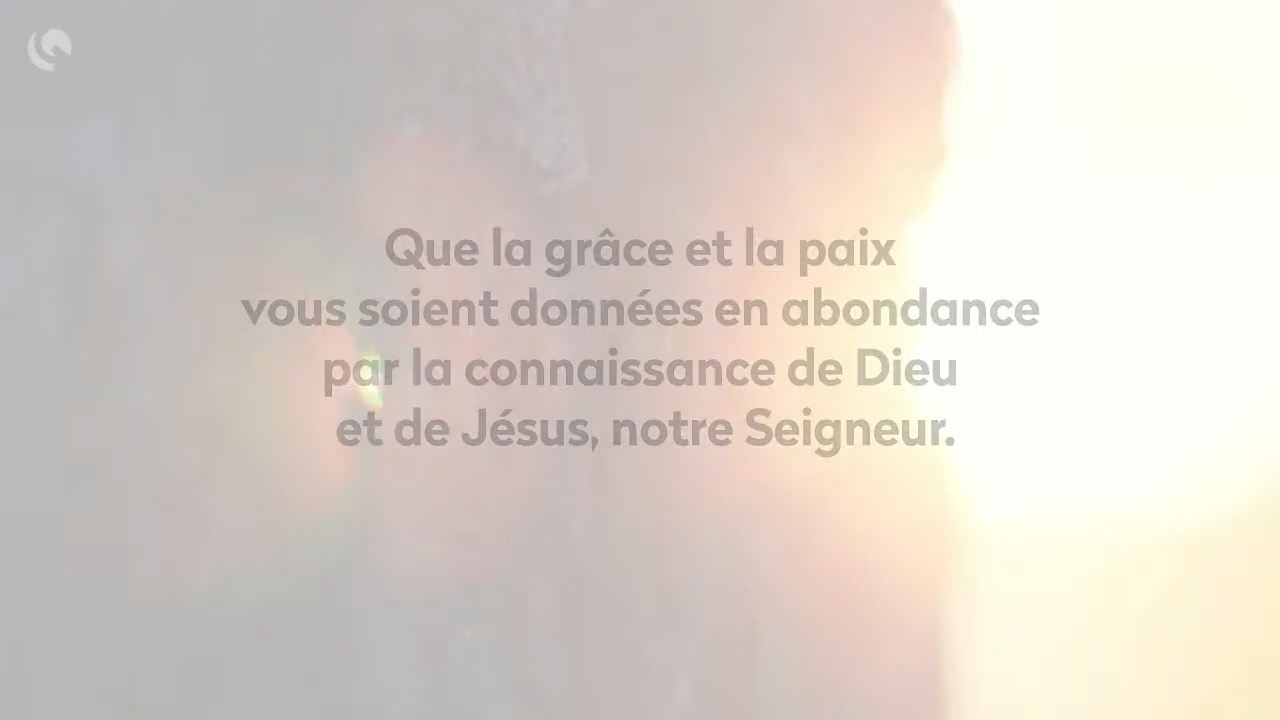 Que la grâce et la paix
vous soient données en abondance
par la connaissance de Dieu
et de Jésus, notre Seigneur.